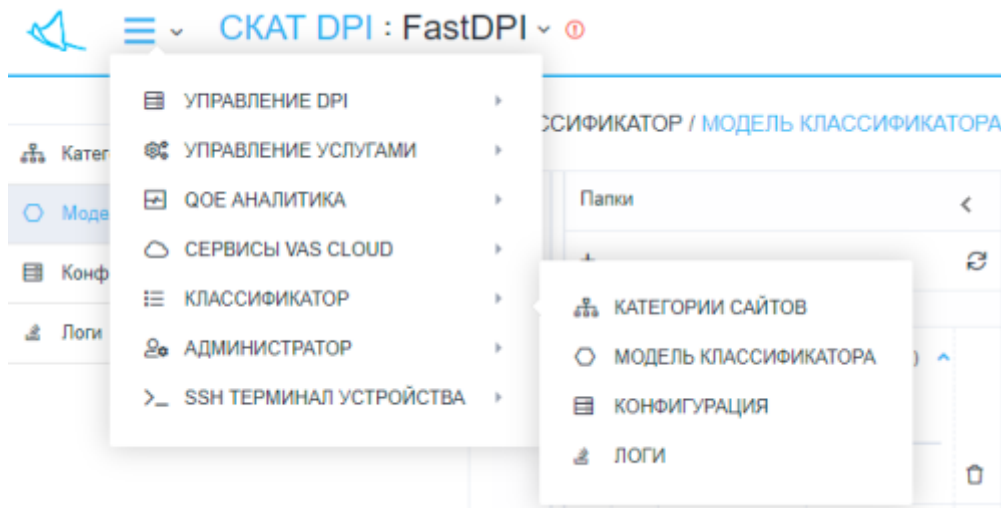 СКАТ DPI : FastDPI
УПРАВЛЕНИЕ DPI
УПРАВЛЕНИЕ УСЛУГАМИ
QOE АНАЛИТИКА
СЕРВИСЫ VAS CLOUD
КЛАССИФИКАТОР
АДМИНИСТРАТОР
SSH ТЕРМИНАЛ УСТРОЙСТВА
ССИФИКАТОР / МОДЕЛЬ КЛАССИФИКАТОРА
Катег
Моде
Конф
Логи
Папки
КАТЕГОРИИ САЙТОВ
МОДЕЛЬ КЛАССИФИКАТОРА
КОНФИГУРАЦИЯ
ЛОГИ